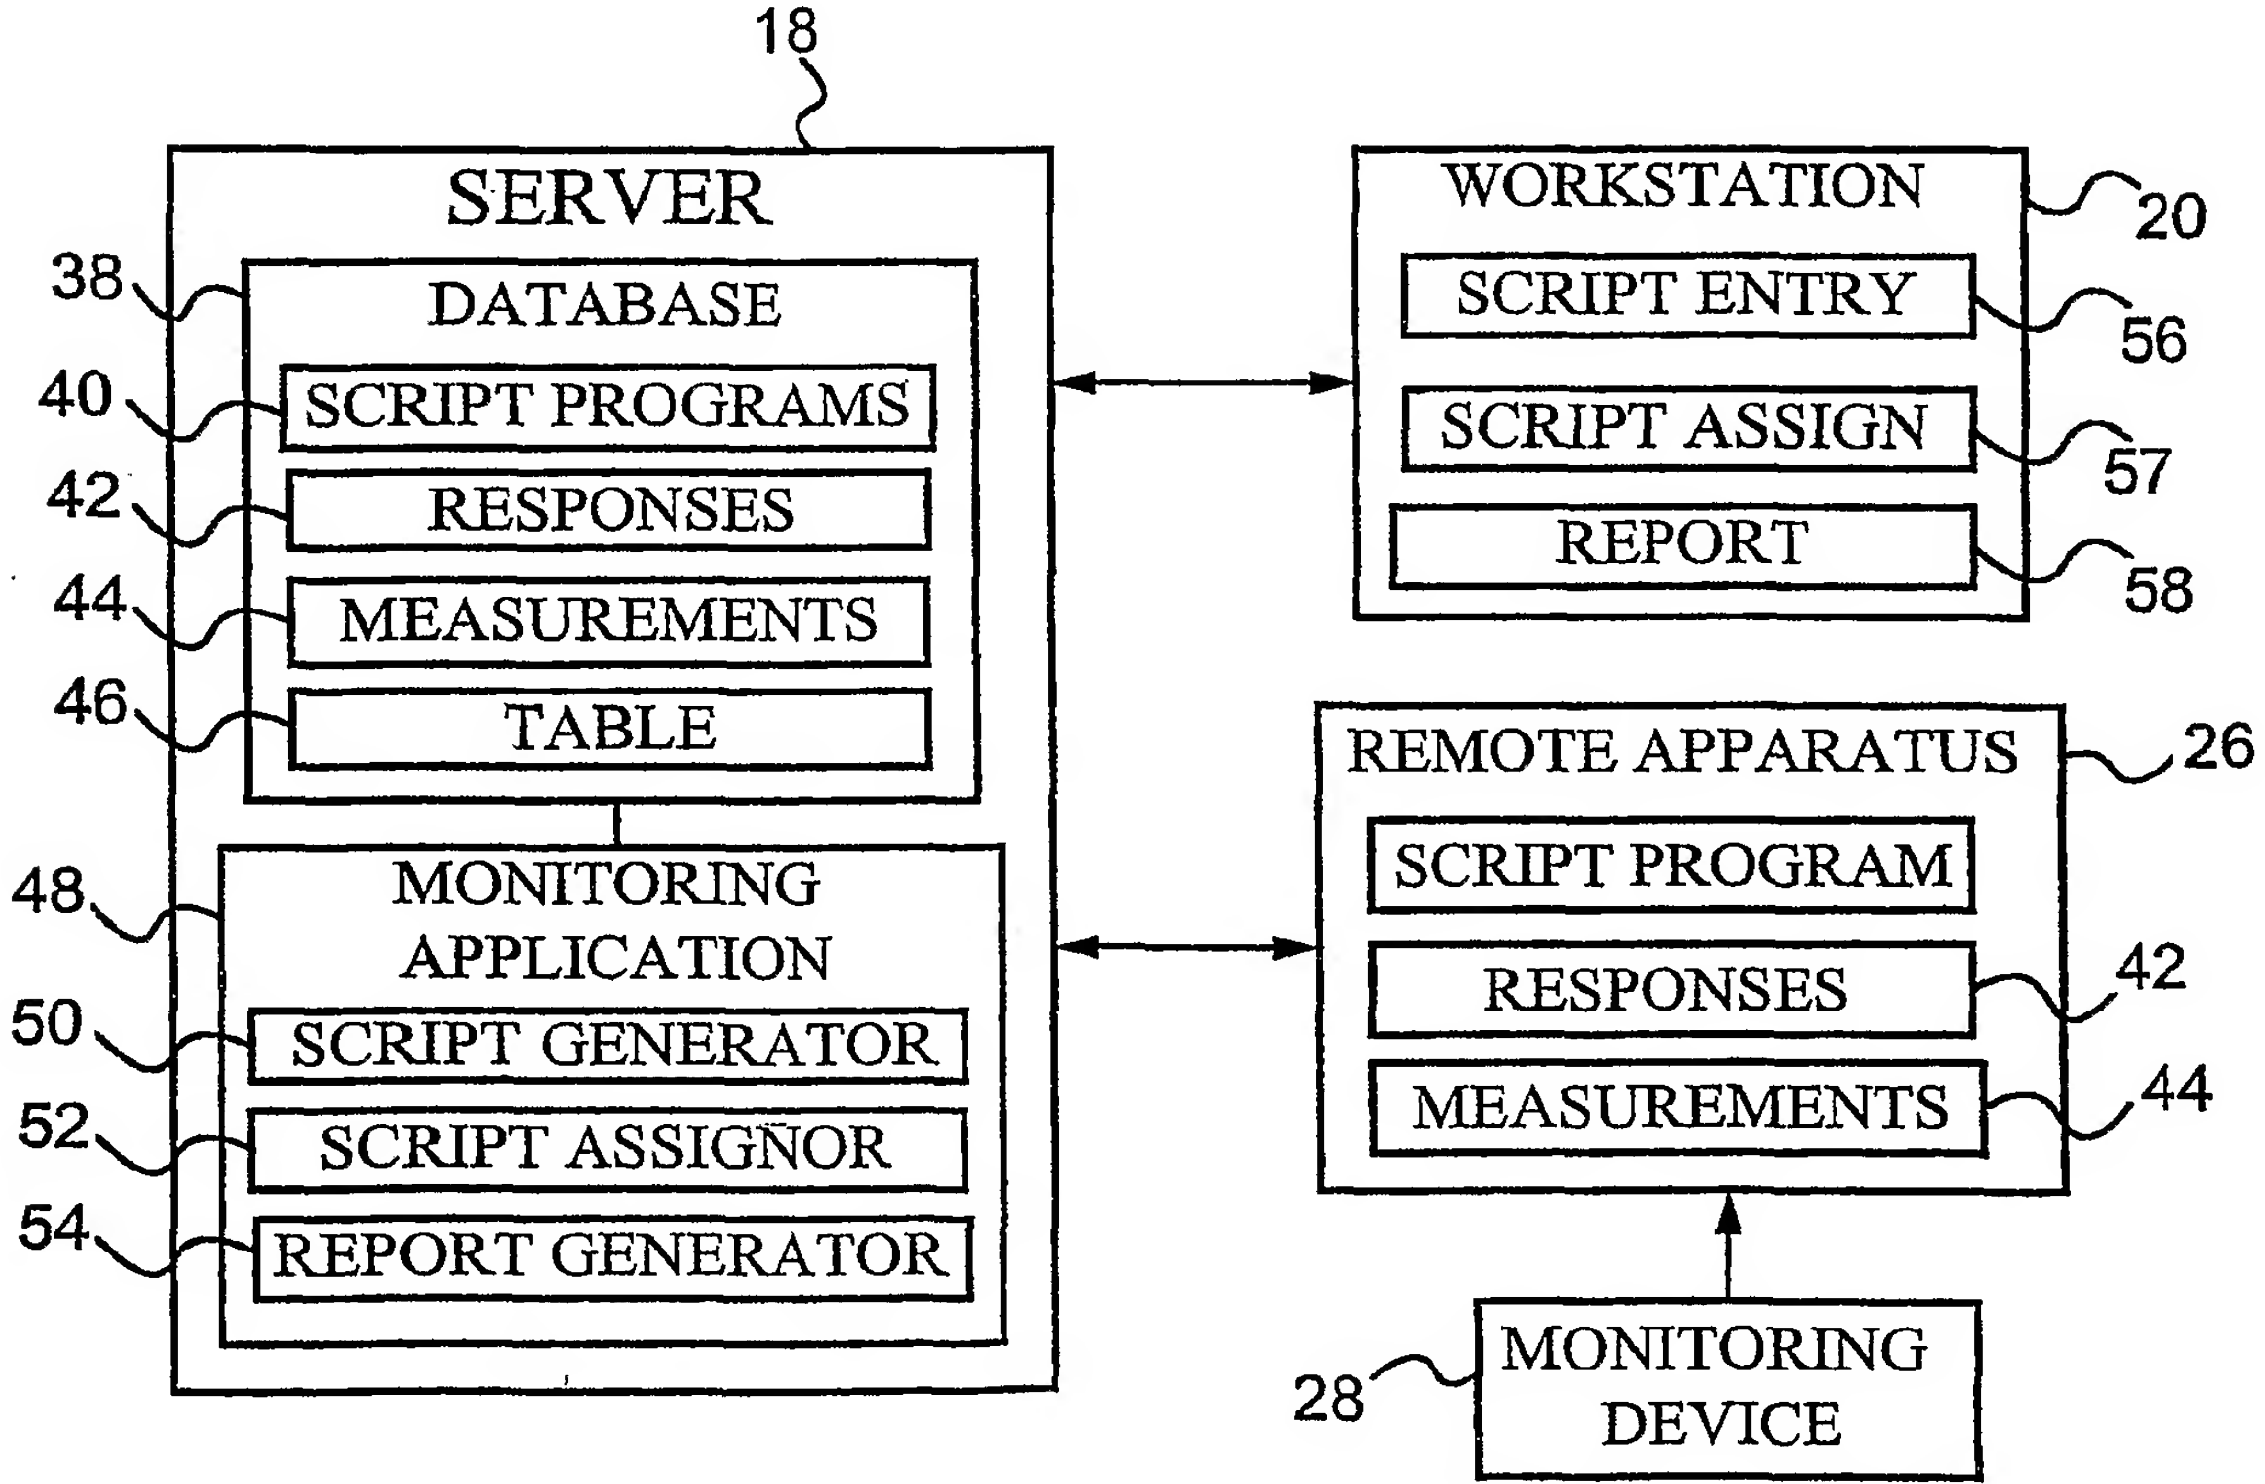 18
SERVER
38
DATABASE
40
SCRIPT PROGRAMS
42
RESPONSES
44
MEASUREMENTS
46
TABLE
48
MONITORING
APPLICATION
50
SCRIPT GENERATOR
52
SCRIPT ASSIGNOR
54
REPORT GENERATOR
WORKSTATION
20
SCRIPT ENTRY
56
SCRIPT ASSIGN
57
REPORT
58
REMOTE APPARATUS
26
SCRIPT PROGRAM
RESPONSES
42
MEASUREMENTS
44
28
MONITORING
DEVICE